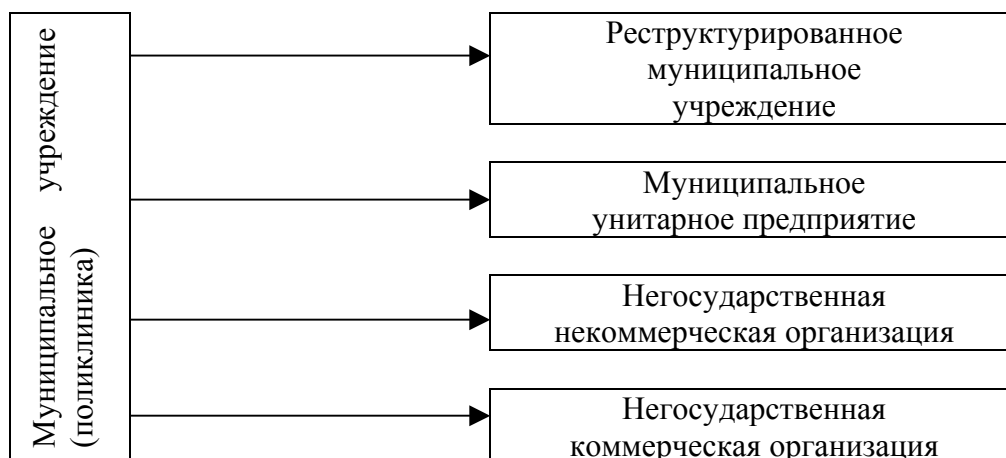 Муниципальное учреждение
(поликлиника)
Реструктурированное
муниципальное
учреждение
Муниципальное
унитарное предприятие
Негосударственная
некоммерческая организация
Негосударственная
коммерческая организация